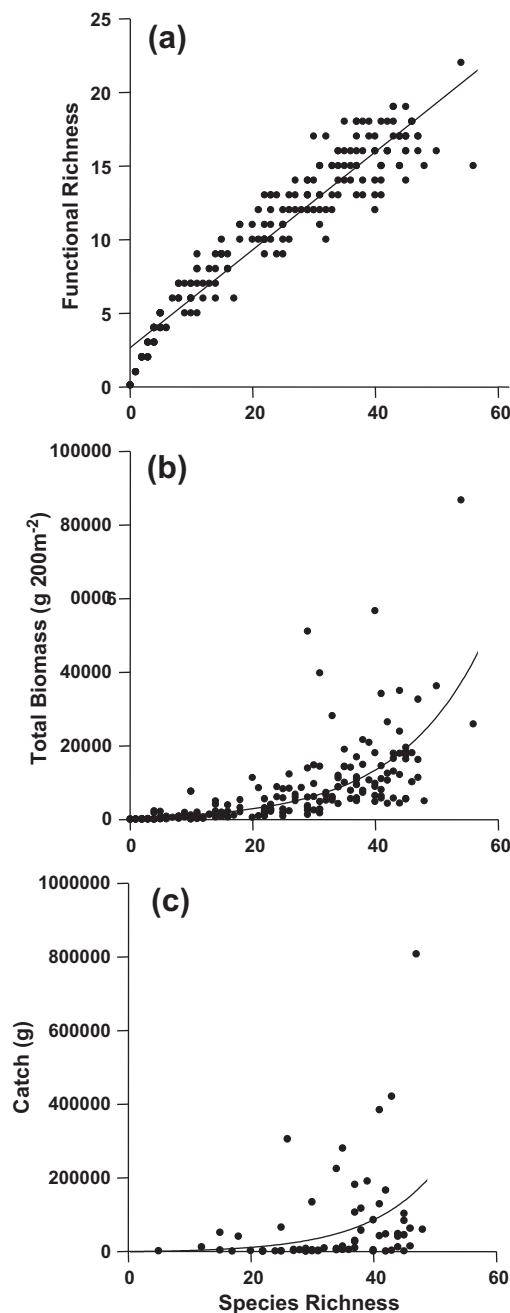 (a)
25
20
15
10
5
0
Functional Richness
0 20 40 60
(b)
100000
80000
00006
40000
20000
0
Total Biomass (g 200m-2)
0 20 40 60
(c)
1000000
800000
600000
400000
200000
0
Catch (g)
0 20 40 60
Species Richness